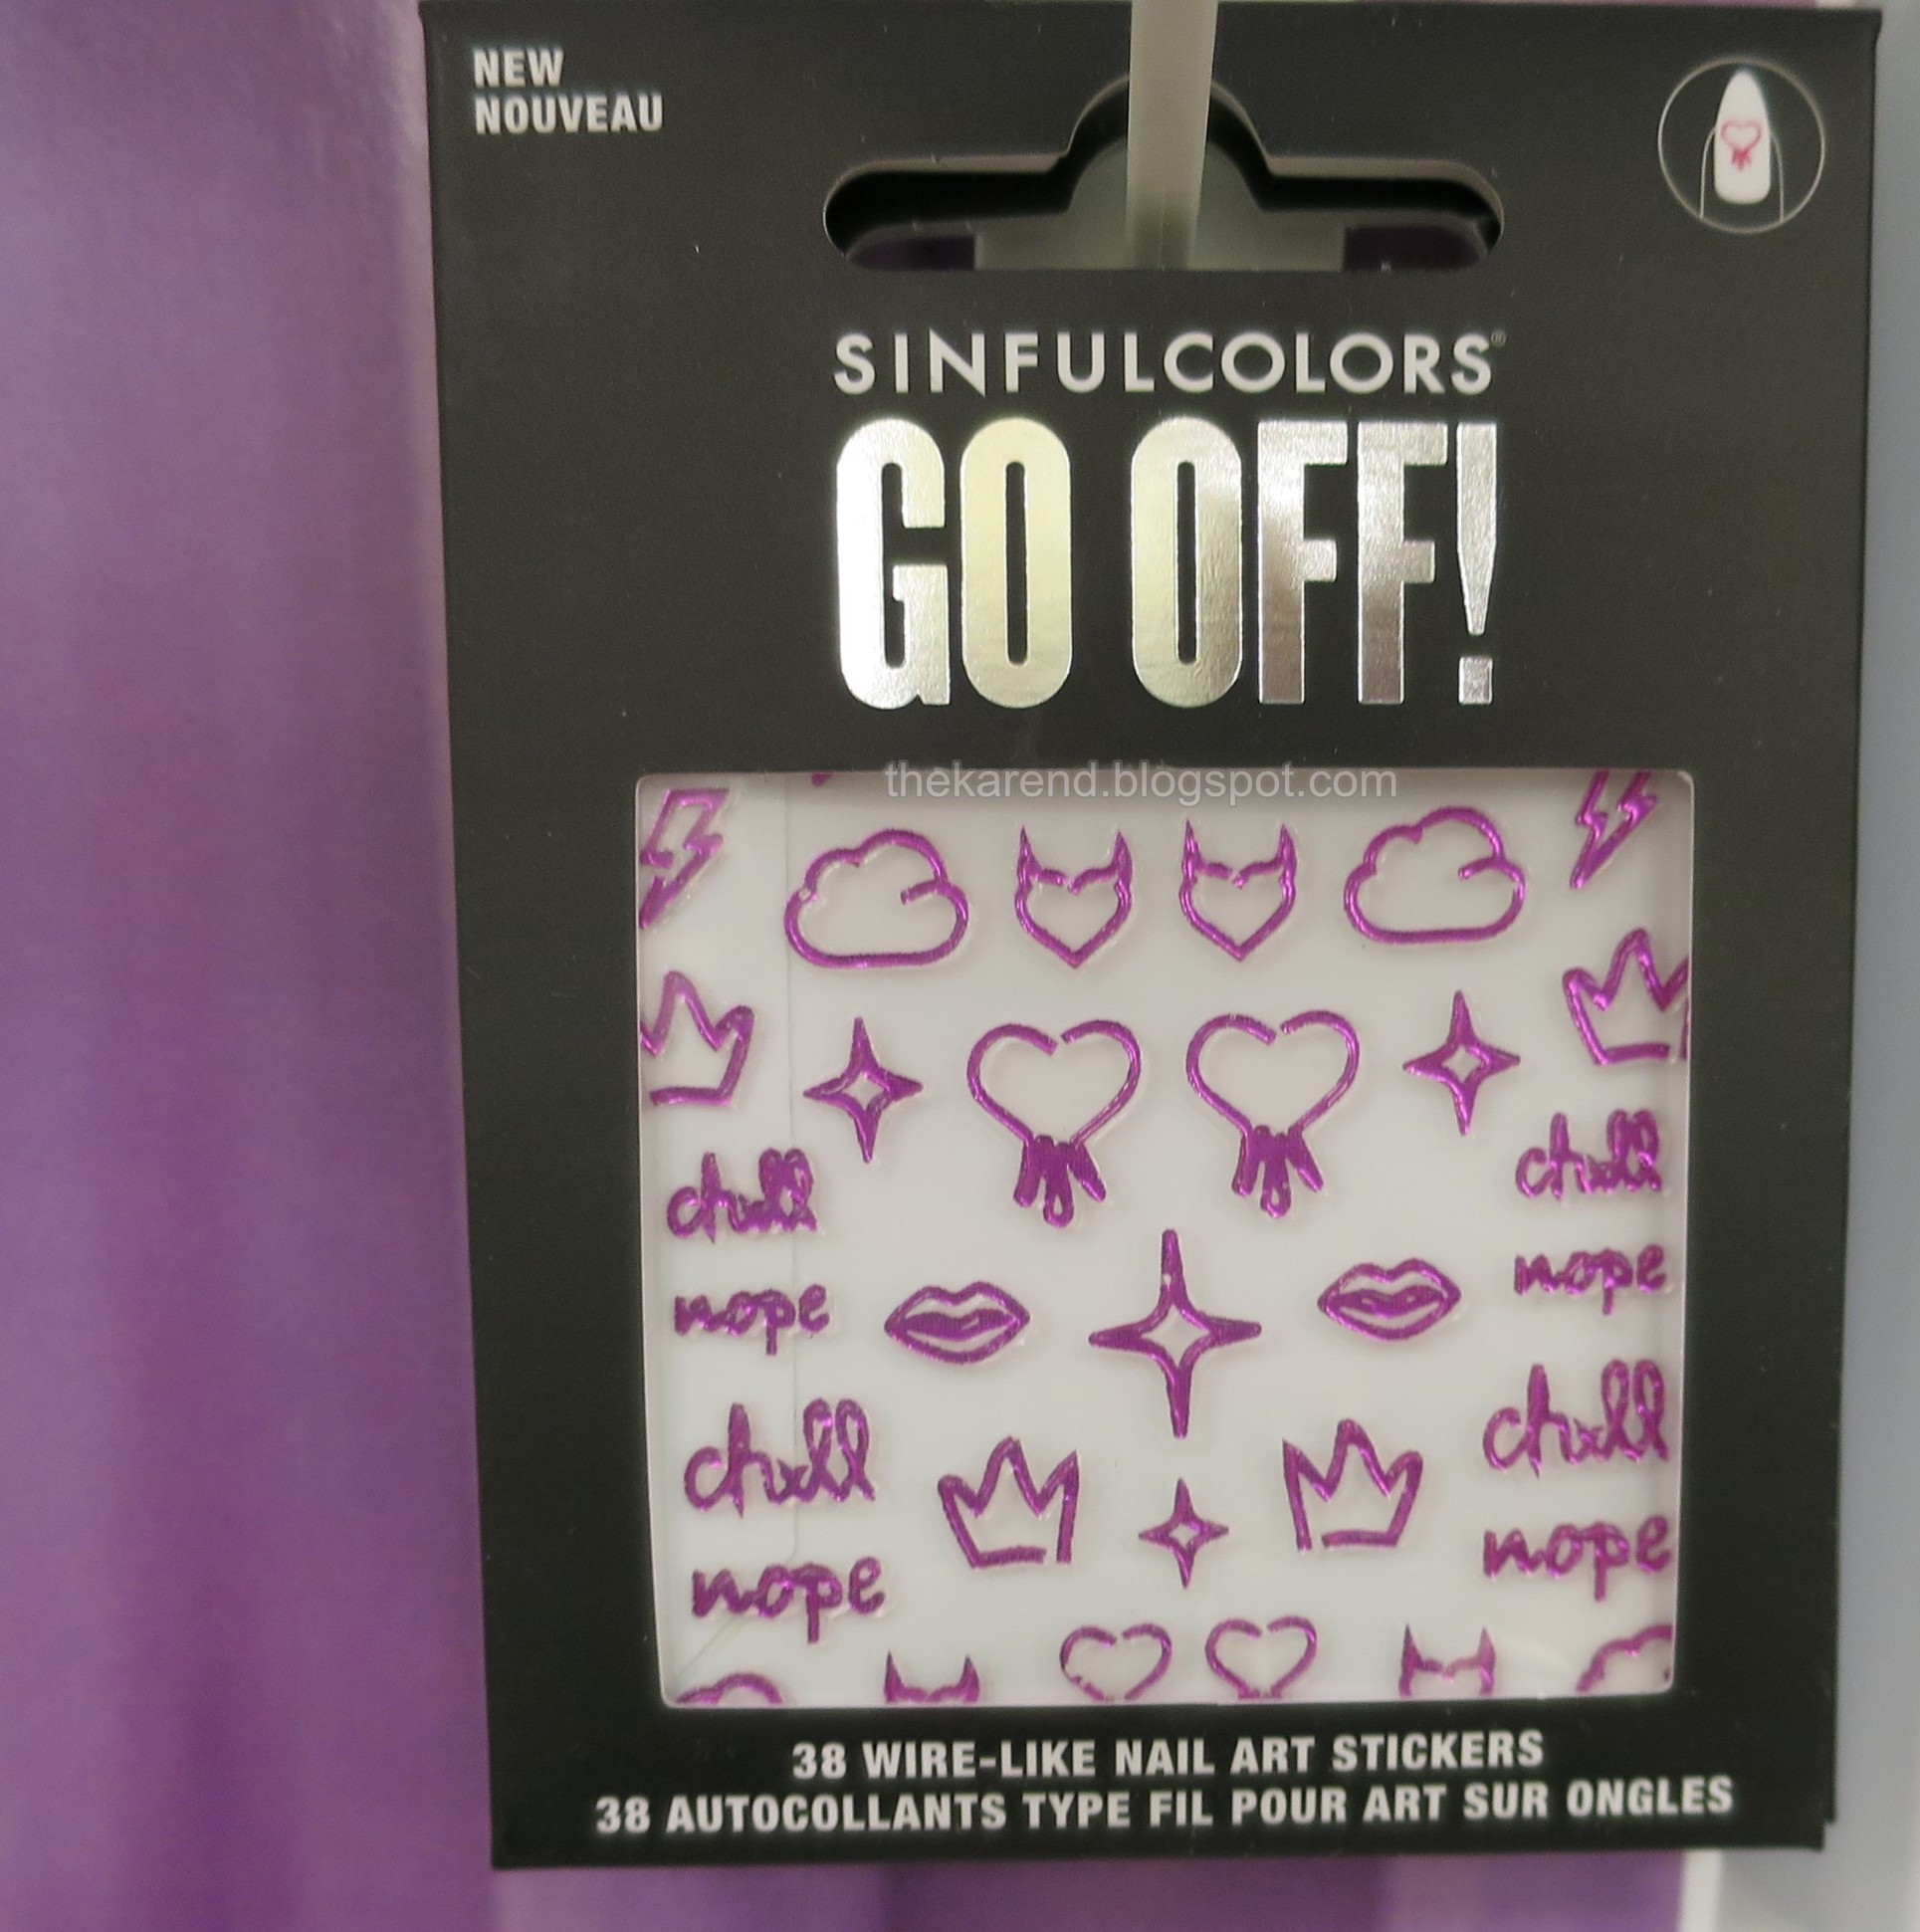 NEW
NOUVEAU
SINFULCOLORS®
GO OFF!
thekarend.blogspot.com
chill
chill
nope
nope
chill
chill
nope
nope
38 WIRE-LIKE NAIL ART STICKERS
38 AUTOCOLLANTS TYPE FIL POUR ART SUR ONGLES